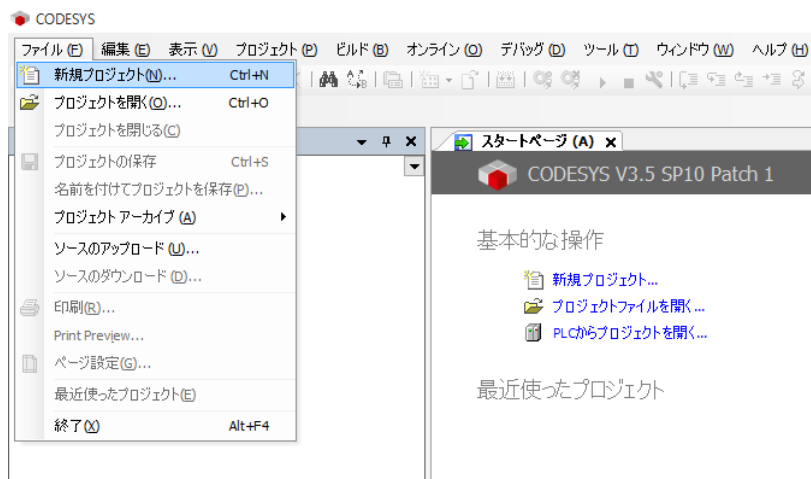 CODESYS
ファイル(F) 編集(E) 表示(V) プロジェクト(P) ビルド(B) オンライン(O) デバッグ(D) ツール(T) ウィンドウ(W) ヘルプ(H)
新規プロジェクト(N)... Ctrl+N
プロジェクトを開く(O)... Ctrl+O
プロジェクトを閉じる(C)
プロジェクトの保存 Ctrl+S
名前を付けてプロジェクトを保存(P)...
プロジェクト アーカイブ (A)
ソースのアップロード (U)...
ソースのダウンロード (D)...
印刷(R)...
Print Preview...
ページ設定(G)...
最近使ったプロジェクト(E)
終了(X) Alt+F4
スタートページ (A)
CODESYS V3.5 SP10 Patch 1
基本的な操作
新規プロジェクト...
プロジェクトファイルを開く...
PLCからプロジェクトを開く...
最近使ったプロジェクト